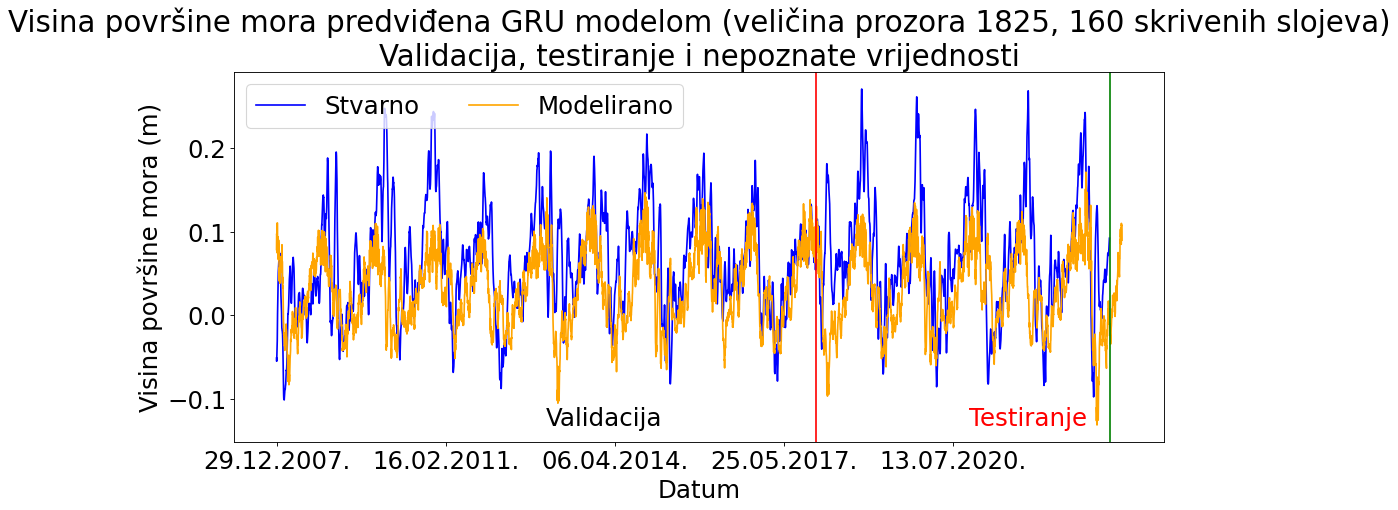 Visina površine mora predviđena GRU modelom (veličina prozora 1825, 160 skrivenih slojeva)
Validacija, testiranje i nepoznate vrijednosti
Stvarno Modelirano
Visina površine mora (m)
0.2
0.1
0.0
−0.1
Validacija Testiranje
29.12.2007. 16.02.2011. 06.04.2014. 25.05.2017. 13.07.2020.
Datum